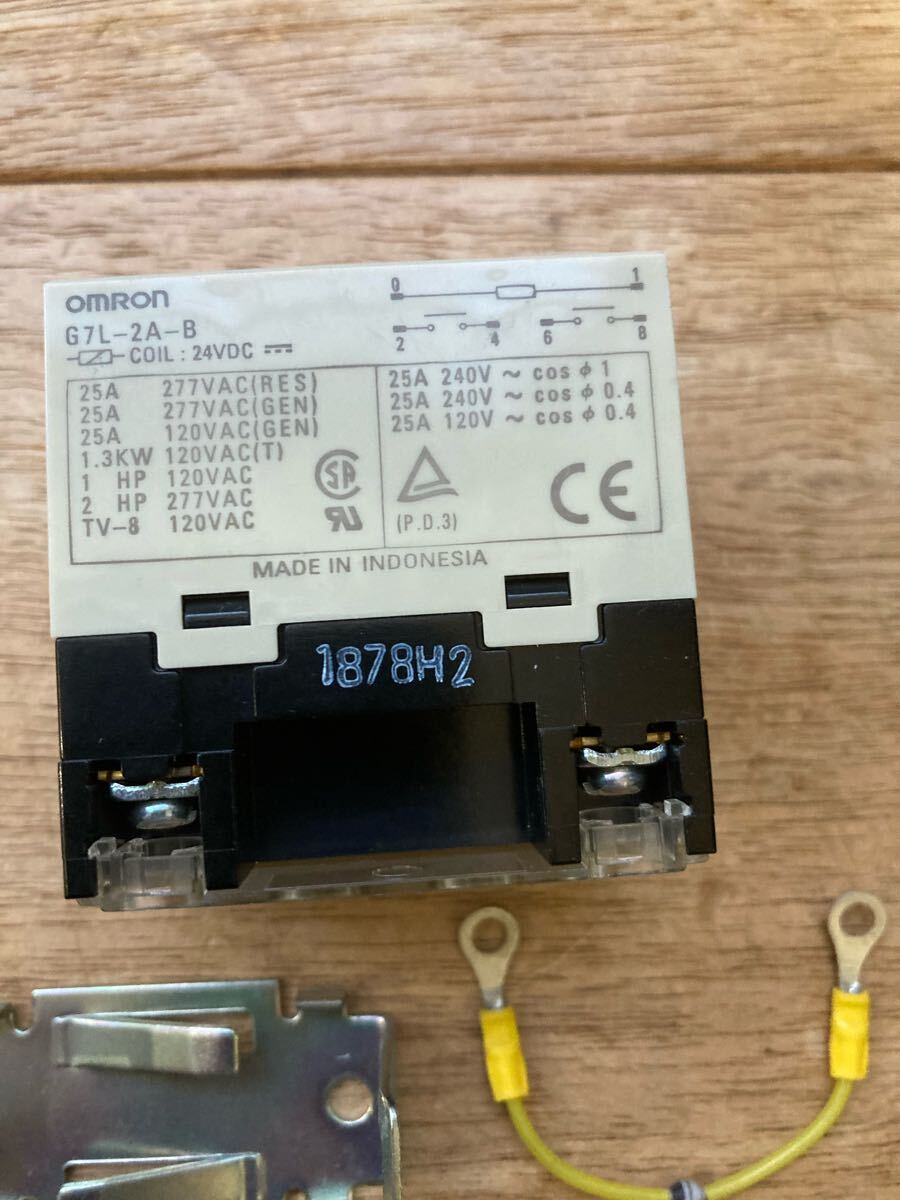 OMRON
G7L-2A-B
COIL : 24VDC
0 1
2 4 6 8
25A 277VAC(RES)
25A 277VAC(GEN)
25A 120VAC(GEN)
1.3KW 120VAC(T)
1 HP 120VAC
2 HP 277VAC
TV-8 120VAC
25A 240V ~ cos ϕ 1
25A 240V ~ cos ϕ 0.4
25A 120V ~ cos ϕ 0.4
(P.D.3)
CE
MADE IN INDONESIA
1878H2